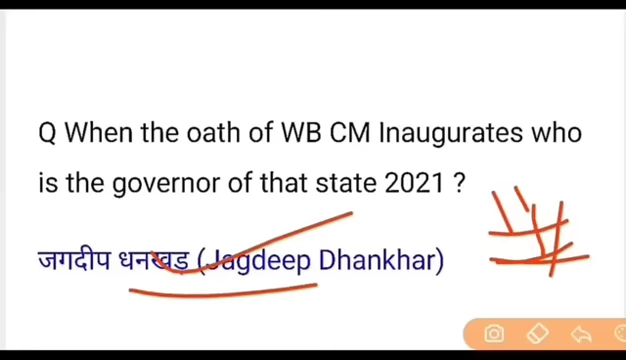 Q When the oath of WB CM Inaugurates who
is the governor of that state 2021 ?
जगदीप धनखड़ (Jagdeep Dhankhar)